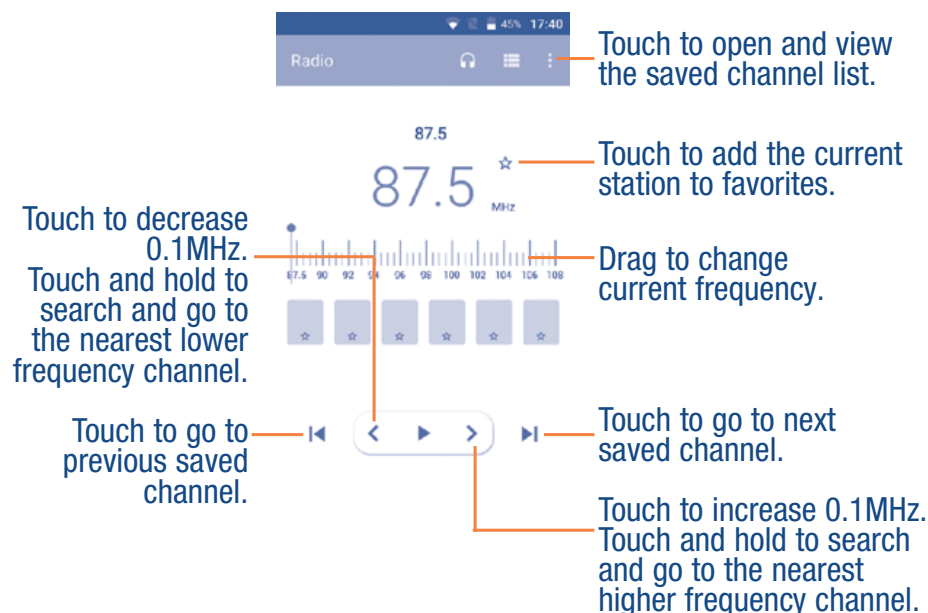 45% 17:40
Radio
Touch to open and view
the saved channel list.
87.5
87.5
MHz
Touch to add the current
station to favorites.
Touch to decrease
0.1MHz.
Touch and hold to
search and go to
the nearest lower
frequency channel.
87.5 90 92 94 96 98 100 102 104 106 108
Drag to change
current frequency.
Touch to go to
previous saved
channel.
Touch to go to next
saved channel.
Touch to increase 0.1MHz.
Touch and hold to search
and go to the nearest
higher frequency channel.